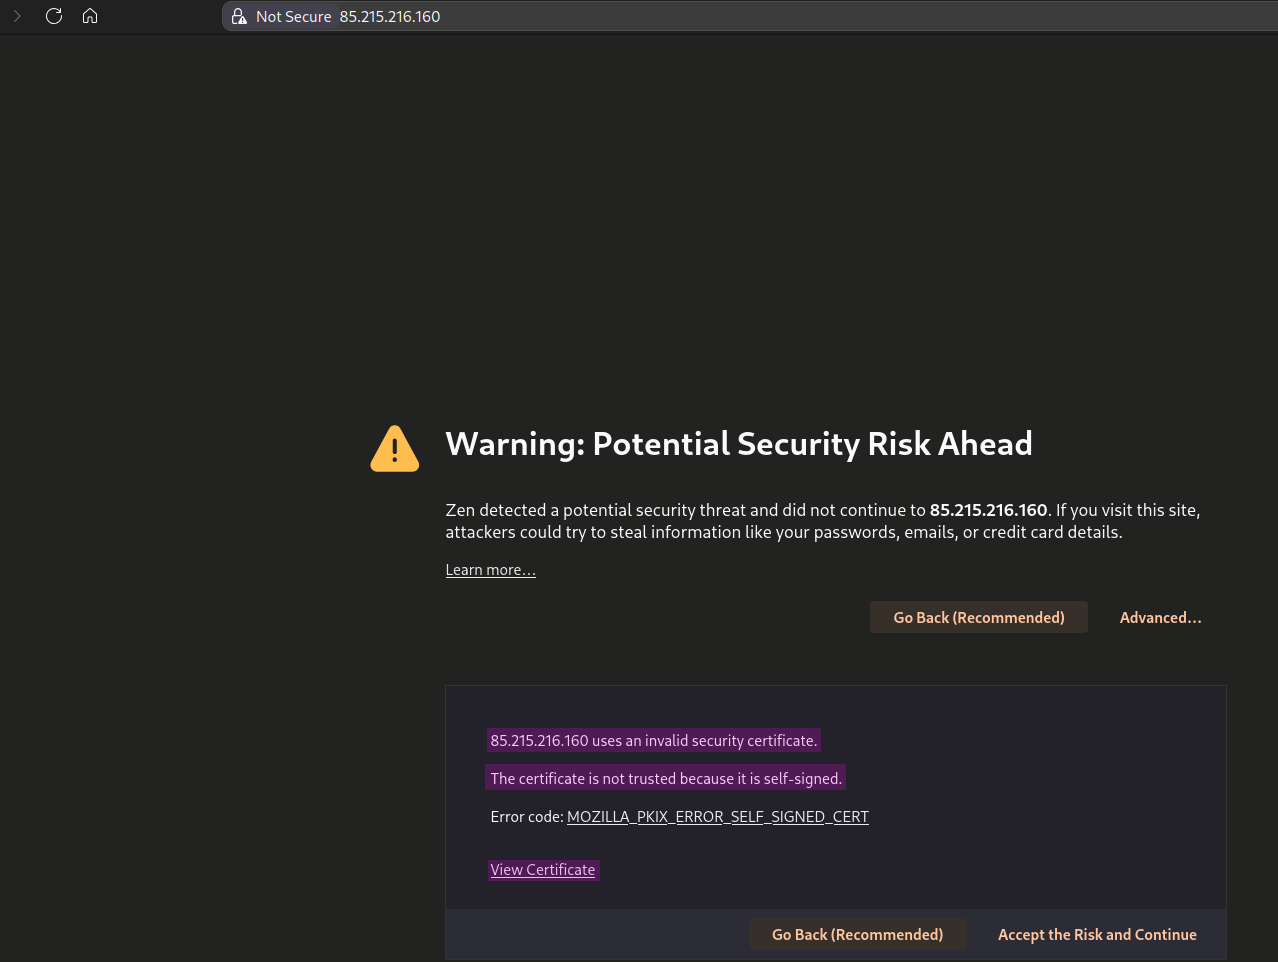 Not Secure 85.215.216.160
Warning: Potential Security Risk Ahead
Zen detected a potential security threat and did not continue to 85.215.216.160. If you visit this site,
attackers could try to steal information like your passwords, emails, or credit card details.
Learn more…
Go Back (Recommended) Advanced…
85.215.216.160 uses an invalid security certificate.
The certificate is not trusted because it is self-signed.
Error code: MOZILLA_PKIX_ERROR_SELF_SIGNED_CERT
View Certificate
Go Back (Recommended) Accept the Risk and Continue